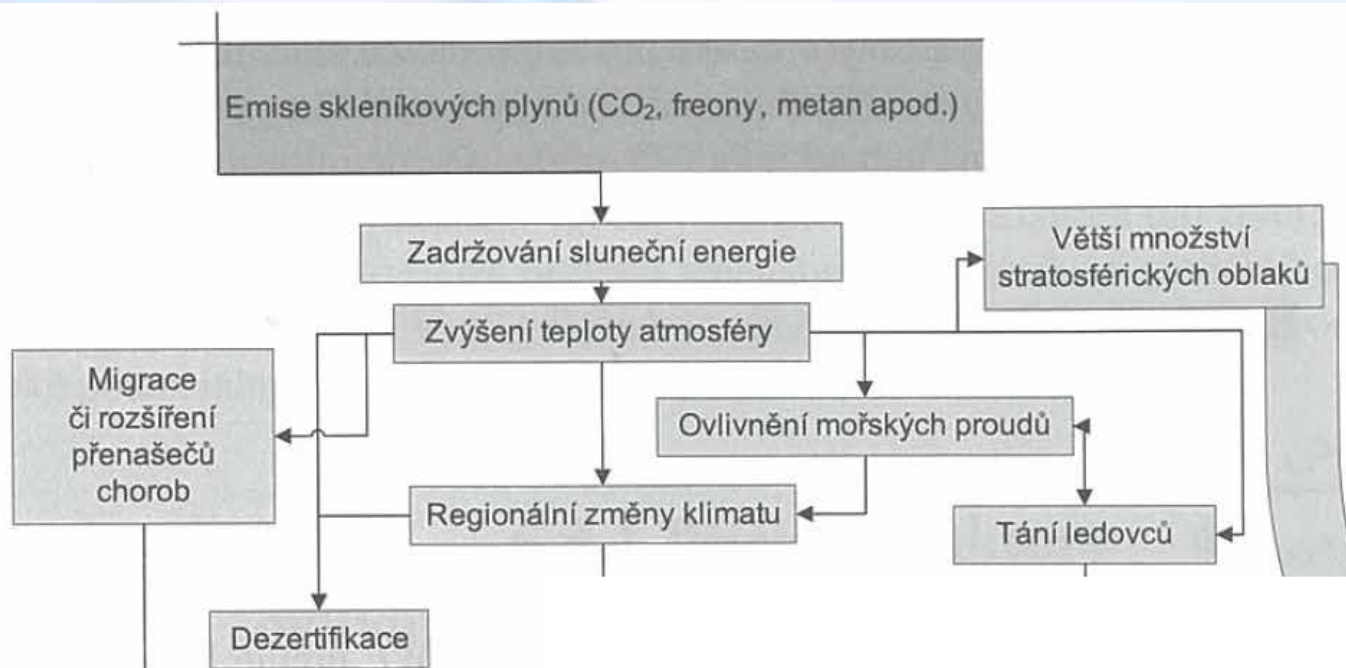 Emise skleníkových plynů (CO₂, freony, metan apod.)
Zadržování sluneční energie
Větší množství
stratosférických oblaků
Zvýšení teploty atmosféry
Migrace
či rozšíření
přenašečů
chorob
Ovlivnění mořských proudů
Regionální změny klimatu
Tání ledovců
Dezertifikace